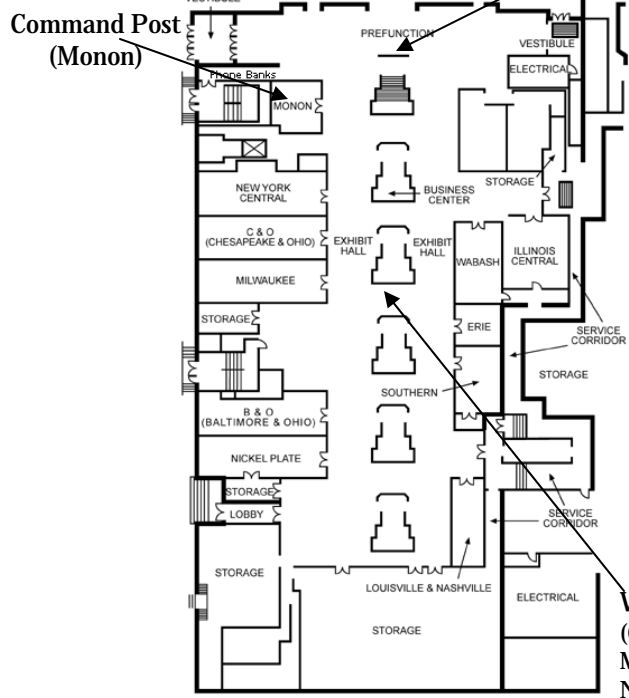 VESTIBULE
Command Post
(Monon)
PREFUNCTION
VESTIBULE
Phone Banks
ELECTRICAL
MONON
STORAGE
NEW YORK
CENTRAL
BUSINESS
CENTER
C & O
(CHESAPEAKE & OHIO)
EXHIBIT
HALL
EXHIBIT
HALL
WABASH
ILLINOIS
CENTRAL
MILWAUKEE
STORAGE
ERIE
SERVICE
CORRIDOR
STORAGE
SOUTHERN
B & O
(BALTIMORE & OHIO)
NICKEL PLATE
STORAGE
LOBBY
SERVICE
CORRIDOR
STORAGE
LOUISVILLE & NASHVILLE
ELECTRICAL
STORAGE